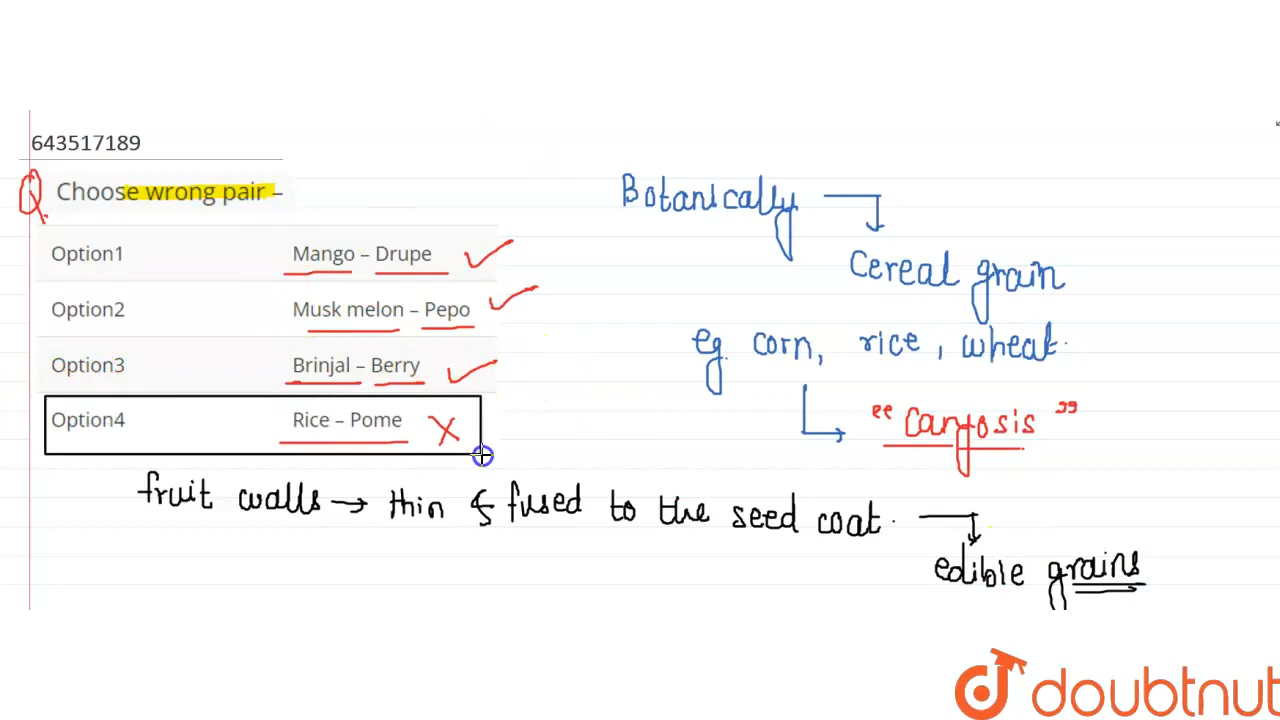 643517189
Q Choose wrong pair –
Option1 Mango – Drupe
Option2 Musk melon – Pepo
Option3 Brinjal – Berry
Option4 Rice – Pome
Botanically
Cereal grain
eg. corn, rice, wheat.
"Caryosis"
fruit walls → thin & fused to the seed coat.
edible grains
doubtnut